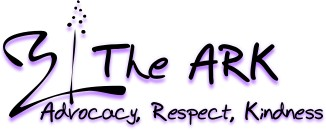 The ARK
Advocacy, Respect, Kindness